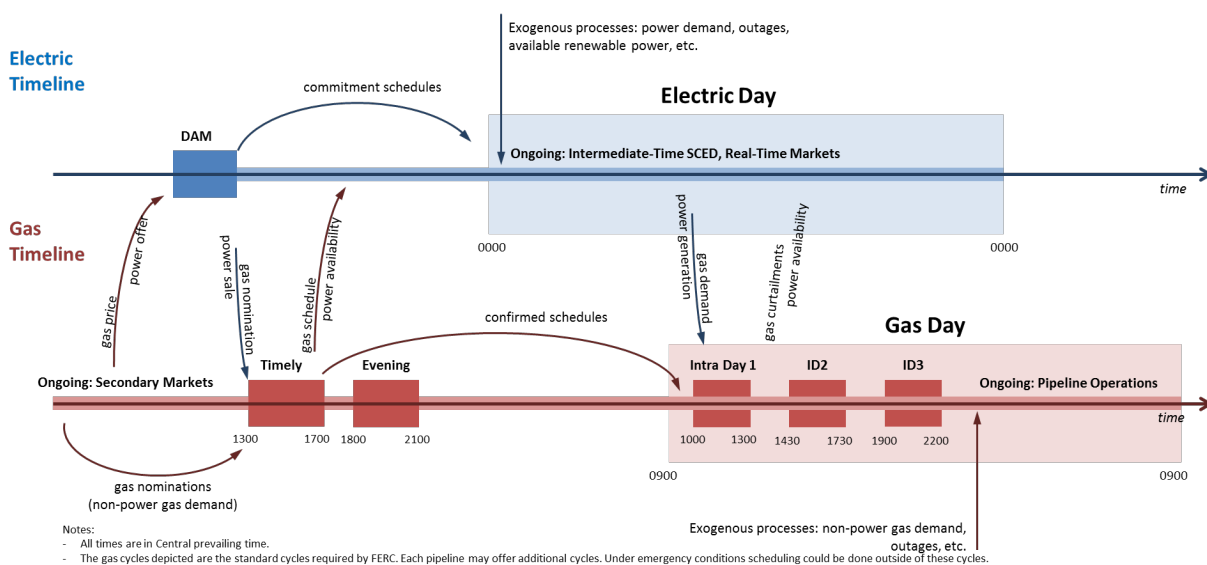 Exogenous processes: power demand, outages,
available renewable power, etc.
Electric
Timeline
commitment schedules
Electric Day
DAM
Ongoing: Intermediate-Time SCED, Real-Time Markets
time
Gas
Timeline
0000
0000
gas price
power offer
power sale
gas nomination
gas schedule
power availability
power generation
gas demand
gas curtailments
power availability
confirmed schedules
Gas Day
Timely
Evening
Intra Day 1
ID2
ID3
Ongoing: Secondary Markets
Ongoing: Pipeline Operations
time
1300
1700
1800
2100
1000
1300
1430
1730
1900
2200
0900
0900
gas nominations
(non-power gas demand)
Exogenous processes: non-power gas demand,
outages, etc.
Notes:
- All times are in Central prevailing time.
- The gas cycles depicted are the standard cycles required by FERC. Each pipeline may offer additional cycles. Under emergency conditions scheduling could be done outside of these cycles.